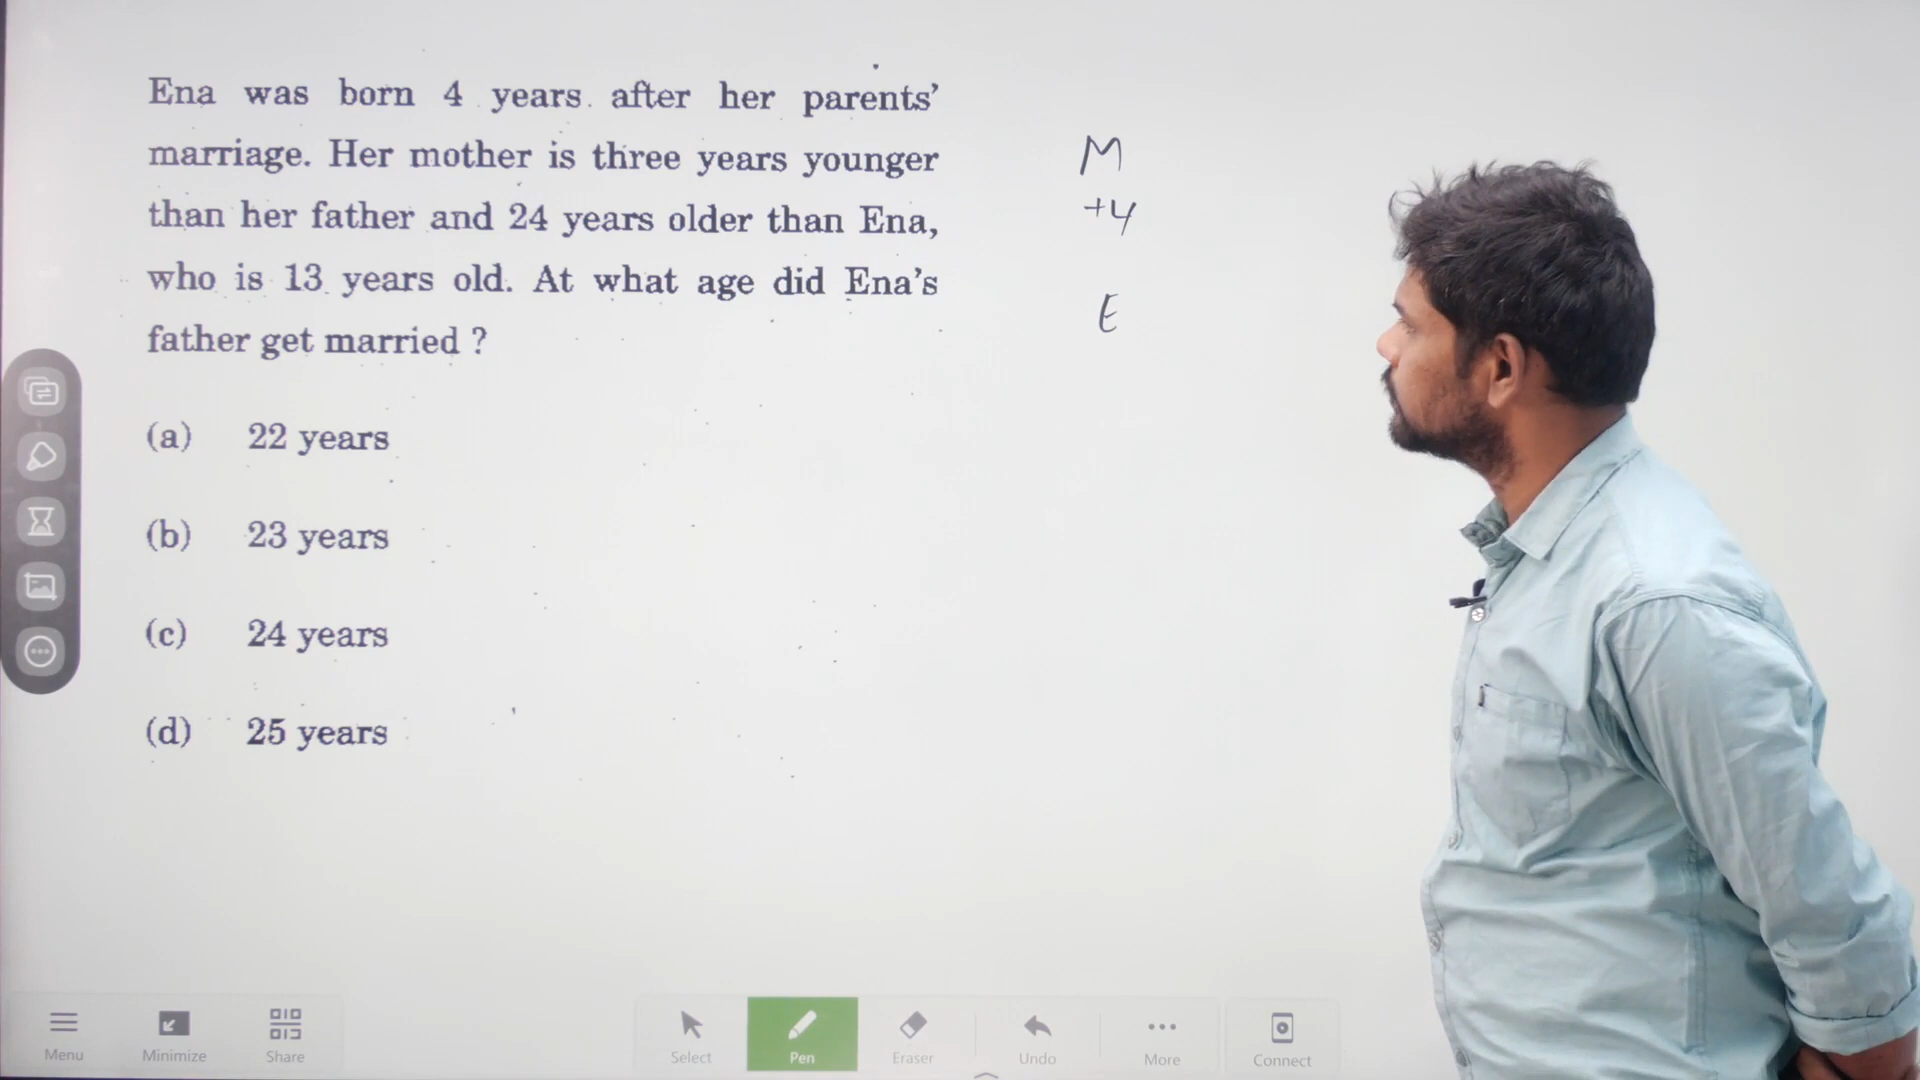 Ena was born 4 years after her parents'
marriage. Her mother is three years younger
than her father and 24 years older than Ena,
who is 13 years old. At what age did Ena's
father get married ?
(a) 22 years
(b) 23 years
(c) 24 years
(d) 25 years
M
+4
E
Menu
Minimize
Share
Select
Pen
Eraser
Undo
More
Connect